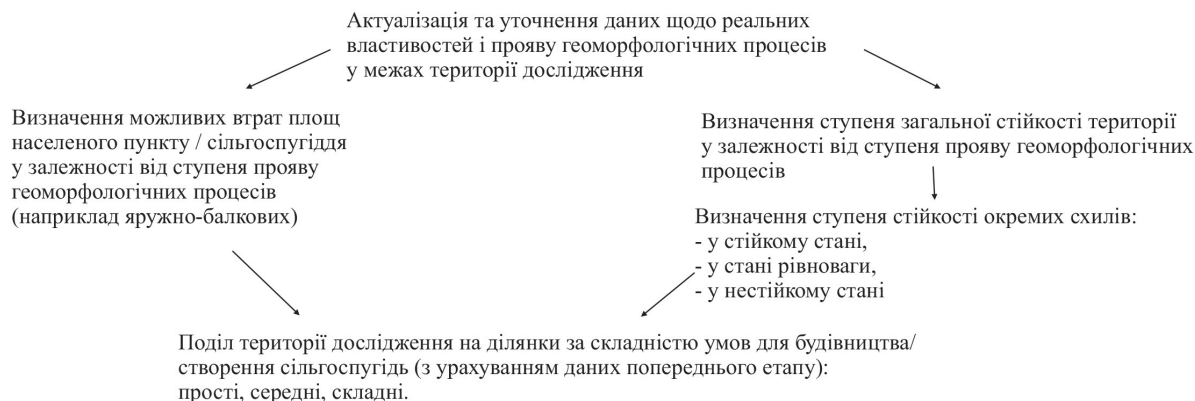 Актуалізація та уточнення даних щодо реальних
властивостей і прояву геоморфологічних процесів
у межах території дослідження
Визначення можливих втрат площ
населеного пункту / сільгоспугіддя
у залежності від ступеня прояву
геоморфологічних процесів
(наприклад яружно-балкових)
Визначення ступеня загальної стійкості території
у залежності від ступеня прояву геоморфологічних
процесів
Визначення ступеня стійкості окремих схилів:
- у стійкому стані,
- у стані рівноваги,
- у нестійкому стані
Поділ території дослідження на ділянки за складністю умов для будівництва/
створення сільгоспугідь (з урахуванням даних попереднього етапу):
прості, середні, складні.